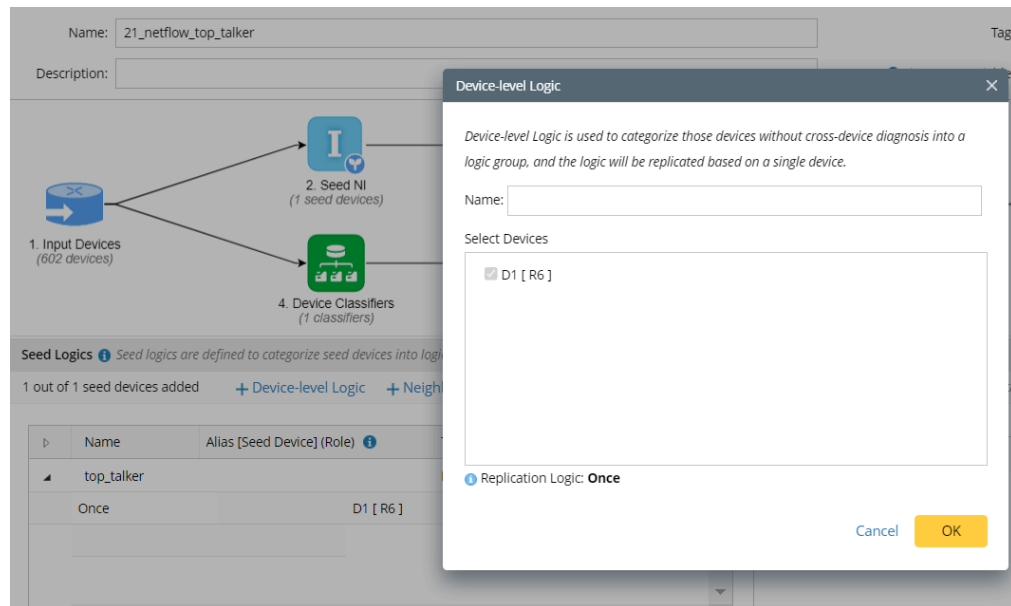 Name: 21_netflow_top_talker
Tag
Description:
Device-level Logic
Device-level Logic is used to categorize those devices without cross-device diagnosis into a
logic group, and the logic will be replicated based on a single device.
Name:
Select Devices
D1 [ R6 ]
Replication Logic: Once
Cancel
OK
I
2. Seed NI
(1 seed devices)
1. Input Devices
(602 devices)
4. Device Classifiers
(1 classifiers)
Seed Logics Seed logics are defined to categorize seed devices into logi
1 out of 1 seed devices added + Device-level Logic + Neigh
Name Alias [Seed Device] (Role)
top_talker
Once D1 [ R6 ]